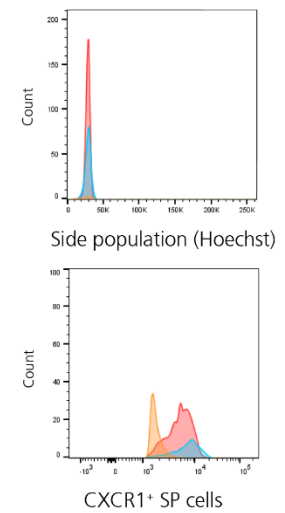 200
150
100
50
0
Count
0 50K 100K 150K 200K 250K
Side population (Hoechst)
100
80
60
40
20
0
Count
-10³ 0 10³ 10⁴ 10⁵
CXCR1⁺ SP cells